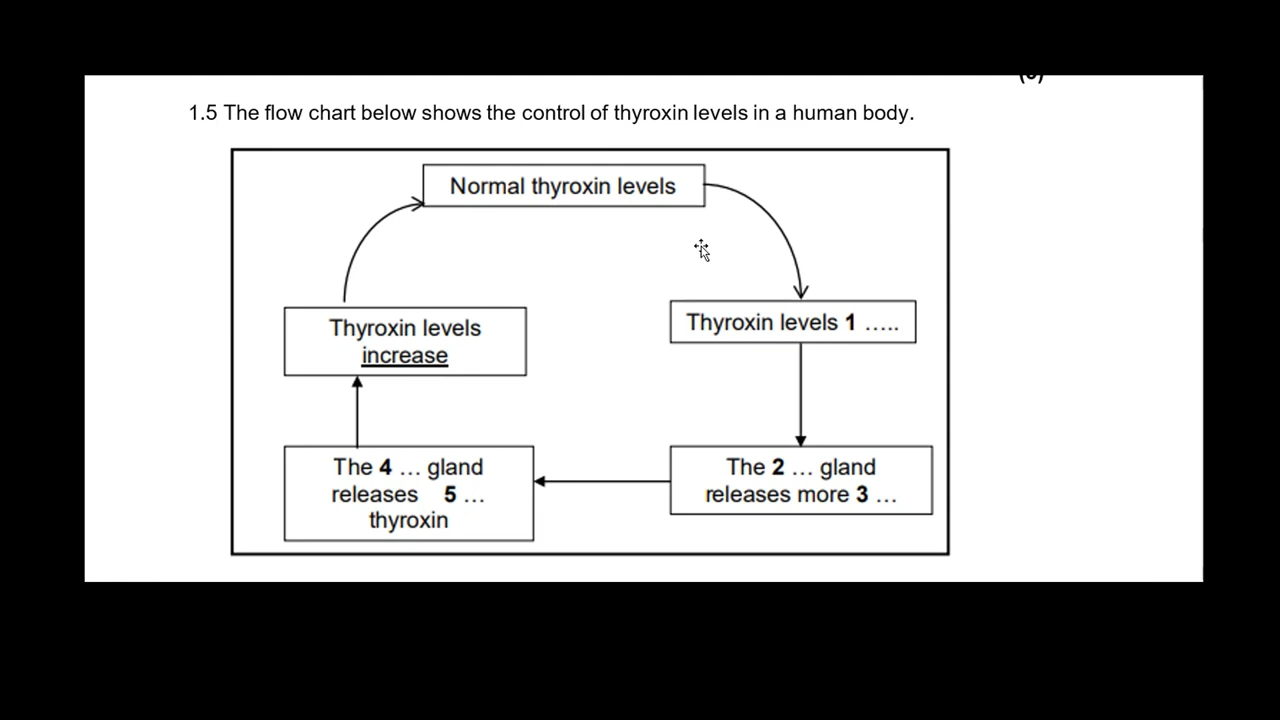 1.5 The flow chart below shows the control of thyroxin levels in a human body.
Normal thyroxin levels
Thyroxin levels 1 …..
The 2 … gland
releases more 3 …
The 4 … gland
releases 5 …
thyroxin
Thyroxin levels
increase